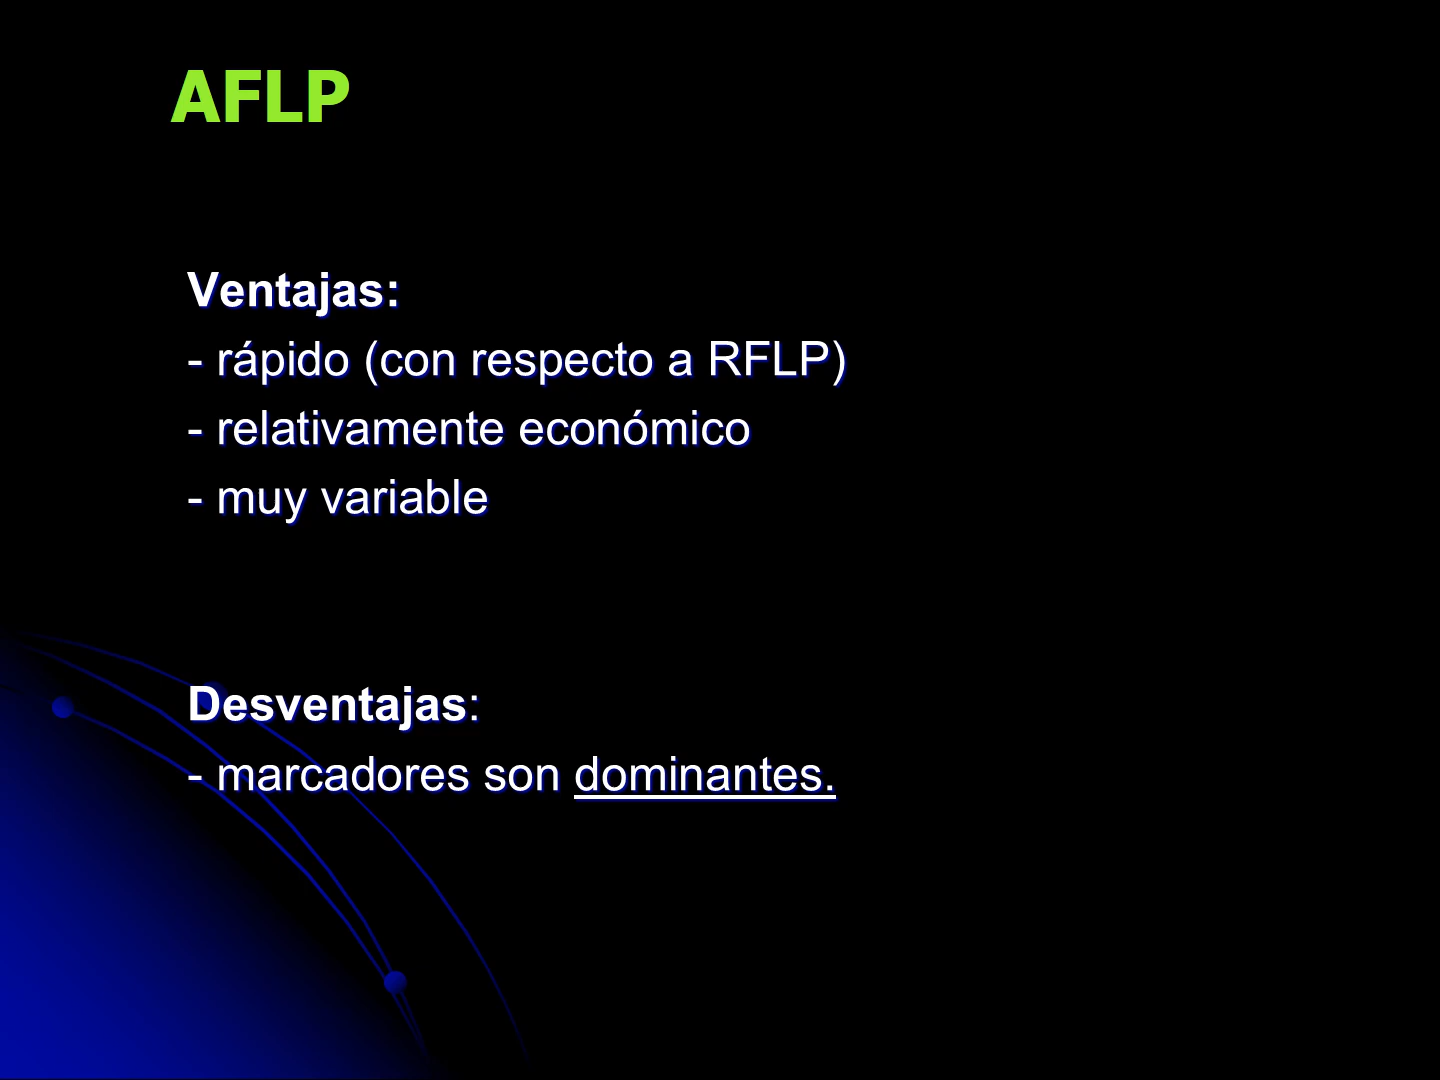 AFLP
Ventajas:
- rápido (con respecto a RFLP)
- relativamente económico
- muy variable
Desventajas:
- marcadores son dominantes.